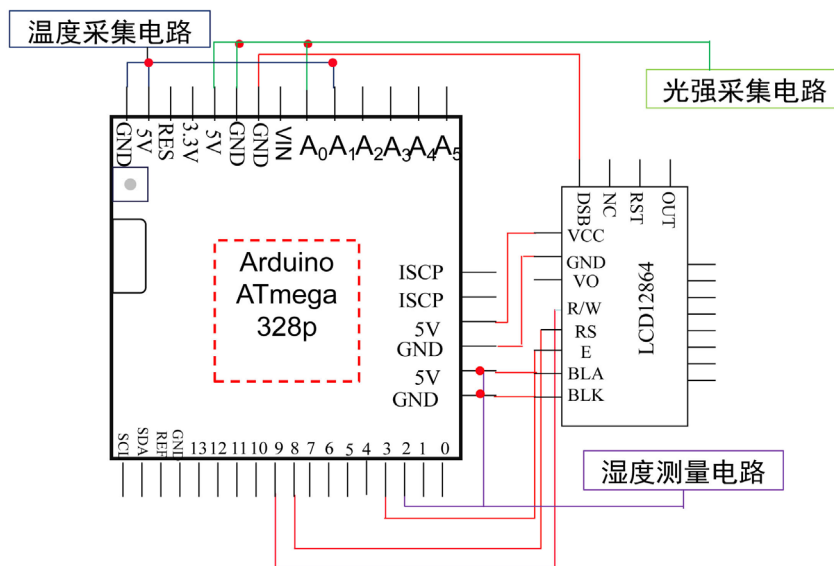 温度采集电路
光强采集电路
GND
5V
RES
3.3V
5V
GND
GND
VIN
A0
A1
A2
A3
A4
A5
Arduino
ATmega
328p
ISCP
ISCP
5V
GND
5V
GND
SCL
SDA
REF
GND
13
12
11
10
9
8
7
6
5
4
3
2
1
0
DSB
NC
RST
OUT
VCC
GND
VO
R/W
RS
E
BLA
BLK
LCD12864
湿度测量电路